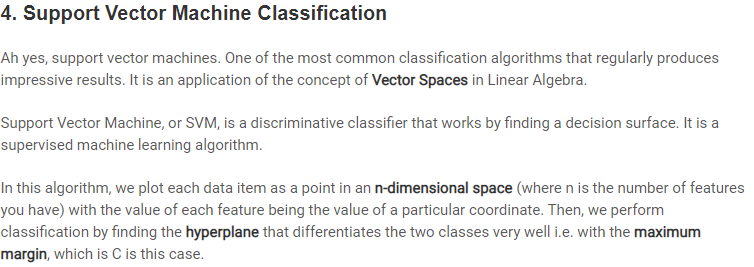 4. Support Vector Machine Classification
Ah yes, support vector machines. One of the most common classification algorithms that regularly produces
impressive results. It is an application of the concept of Vector Spaces in Linear Algebra.
Support Vector Machine, or SVM, is a discriminative classifier that works by finding a decision surface. It is a
supervised machine learning algorithm.
In this algorithm, we plot each data item as a point in an n-dimensional space (where n is the number of features
you have) with the value of each feature being the value of a particular coordinate. Then, we perform
classification by finding the hyperplane that differentiates the two classes very well i.e. with the maximum
margin, which is C is this case.